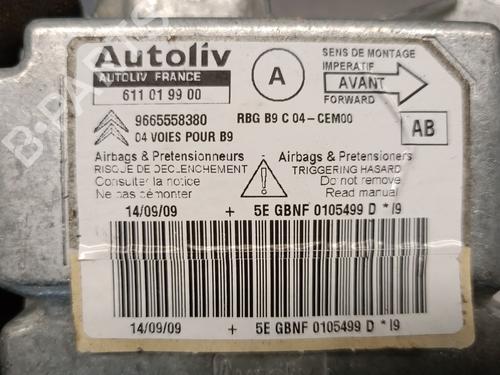 Autoliv
AUTOLIV FRANCE
611 01 99 00
A
SENS DE MONTAGE
IMPERATIF
AVANT
FORWARD
9665558380
RBG B9 C 04-CEM00
04 VOIES POUR B9
AB
Airbags & Pretensionneurs
RISQUE DE DECLENCHEMENT
Consulter la notice
Ne pas démonter
Airbags & Pretensioners
TRIGGERING HASARD
Do not remove
Read manual
14/09/09 + 5E GBNF 0105499 D * I9
14/09/09 + 5E GBNF 0105499 D * I9
B-PARTS